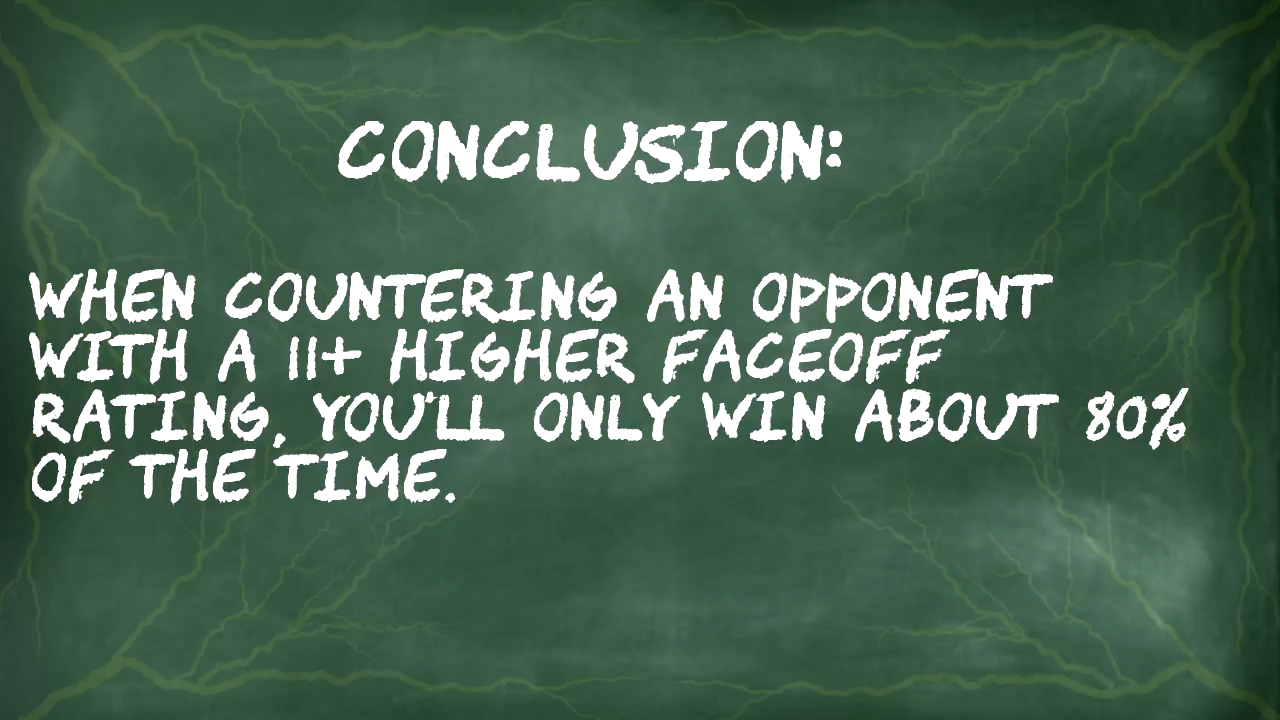 CONCLUSION:
WHEN COUNTERING AN OPPONENT
WITH A 11+ HIGHER FACEOFF
RATING, YOU'LL ONLY WIN ABOUT 80%
OF THE TIME.